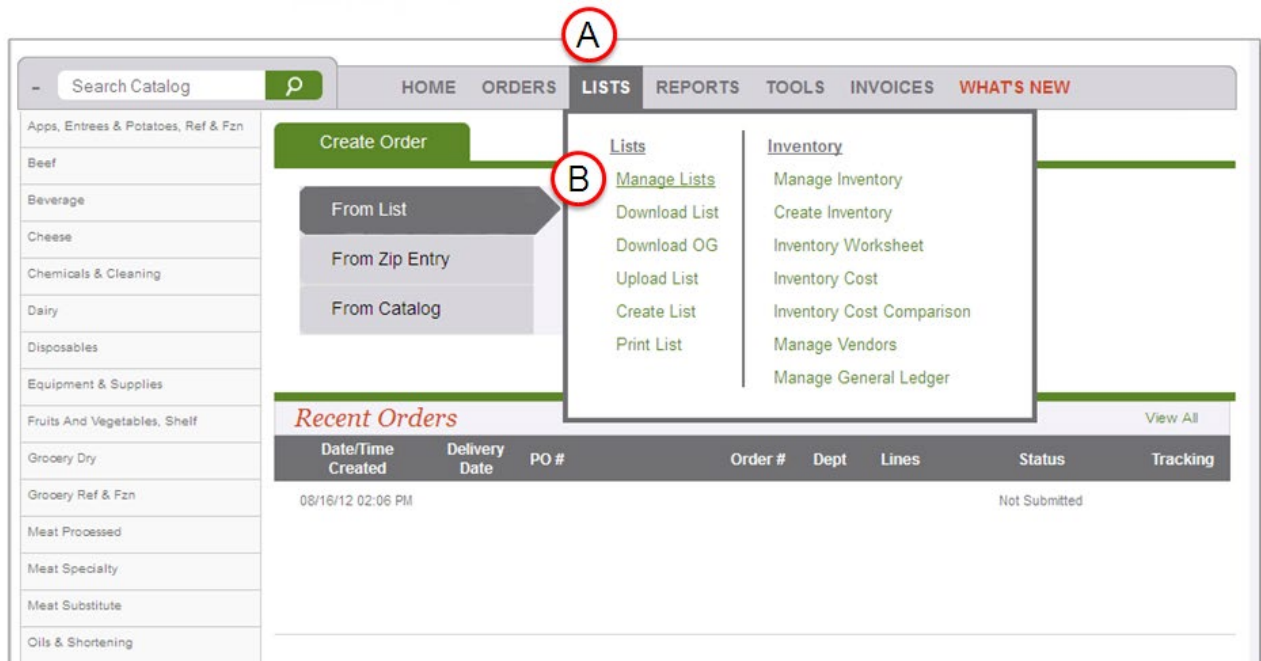 A
- Search Catalog
HOME ORDERS LISTS REPORTS TOOLS INVOICES WHAT'S NEW
Apps, Entrees & Potatoes, Ref & Fzn
Beef
Beverage
Cheese
Chemicals & Cleaning
Dairy
Disposables
Equipment & Supplies
Fruits And Vegetables, Shelf
Grocery Dry
Grocery Ref & Fzn
Meat Processed
Meat Specialty
Meat Substitute
Oils & Shortening
Create Order
From List
From Zip Entry
From Catalog
B
Lists
Manage Lists
Download List
Download OG
Upload List
Create List
Print List
Inventory
Manage Inventory
Create Inventory
Inventory Worksheet
Inventory Cost
Inventory Cost Comparison
Manage Vendors
Manage General Ledger
Recent Orders
View All
Date/Time Created Delivery Date PO # Order # Dept Lines Status Tracking
08/16/12 02:06 PM Not Submitted